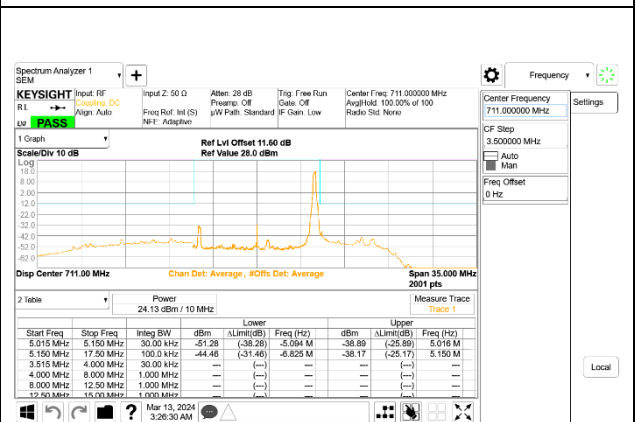 Spectrum Analyzer 1
SEM
Frequency
KEYSIGHT Input: RF Input Z: 50 Ω Atten: 28 dB Trig: Free Run Center Freq: 711.000000 MHz
RL Coupling: DC Preamp: Off Gate: Off Avg|Hold: 100.00% of 100
Align: Auto Freq Ref: Int (S) µW Path: Standard IF Gain: Low Radio Std: None
PASS NFE: Adaptive
Center Frequency
711.000000 MHz
Settings
CF Step
3.500000 MHz
Auto
Man
Freq Offset
0 Hz
1 Graph
Ref Lvl Offset 11.60 dB
Scale/Div 10 dB Ref Value 28.0 dBm
Log
18.0
8.00
2.00
-12.0
-22.0
-32.0
-42.0
-52.0
-62.0
Disp Center 711.00 MHz Chan Det: Average , #Offs Det: Average Span 35.000 MHz
2001 pts
2 Table Power Measure Trace
24.13 dBm / 10 MHz Trace 1
Lower Upper
Start Freq Stop Freq Integ BW dBm ΔLimit(dB) Freq (Hz) dBm ΔLimit(dB) Freq (Hz)
5.015 MHz 5.150 MHz 30.00 kHz -51.28 (-38.28) -5.094 M -38.89 (-25.89) 5.016 M
5.150 MHz 17.50 MHz 100.0 kHz -44.46 (-31.46) -6.825 M -38.17 (-25.17) 5.150 M
3.515 MHz 4.000 MHz 30.00 kHz --- (---) --- (---)
4.000 MHz 8.000 MHz 1.000 MHz --- (---) --- (---)
8.000 MHz 12.50 MHz 1.000 MHz --- (---) --- (---)
12.50 MHz 15.00 MHz 1.000 MHz --- (---) --- (---)
Local
? Mar 13, 2024
3:26:30 AM